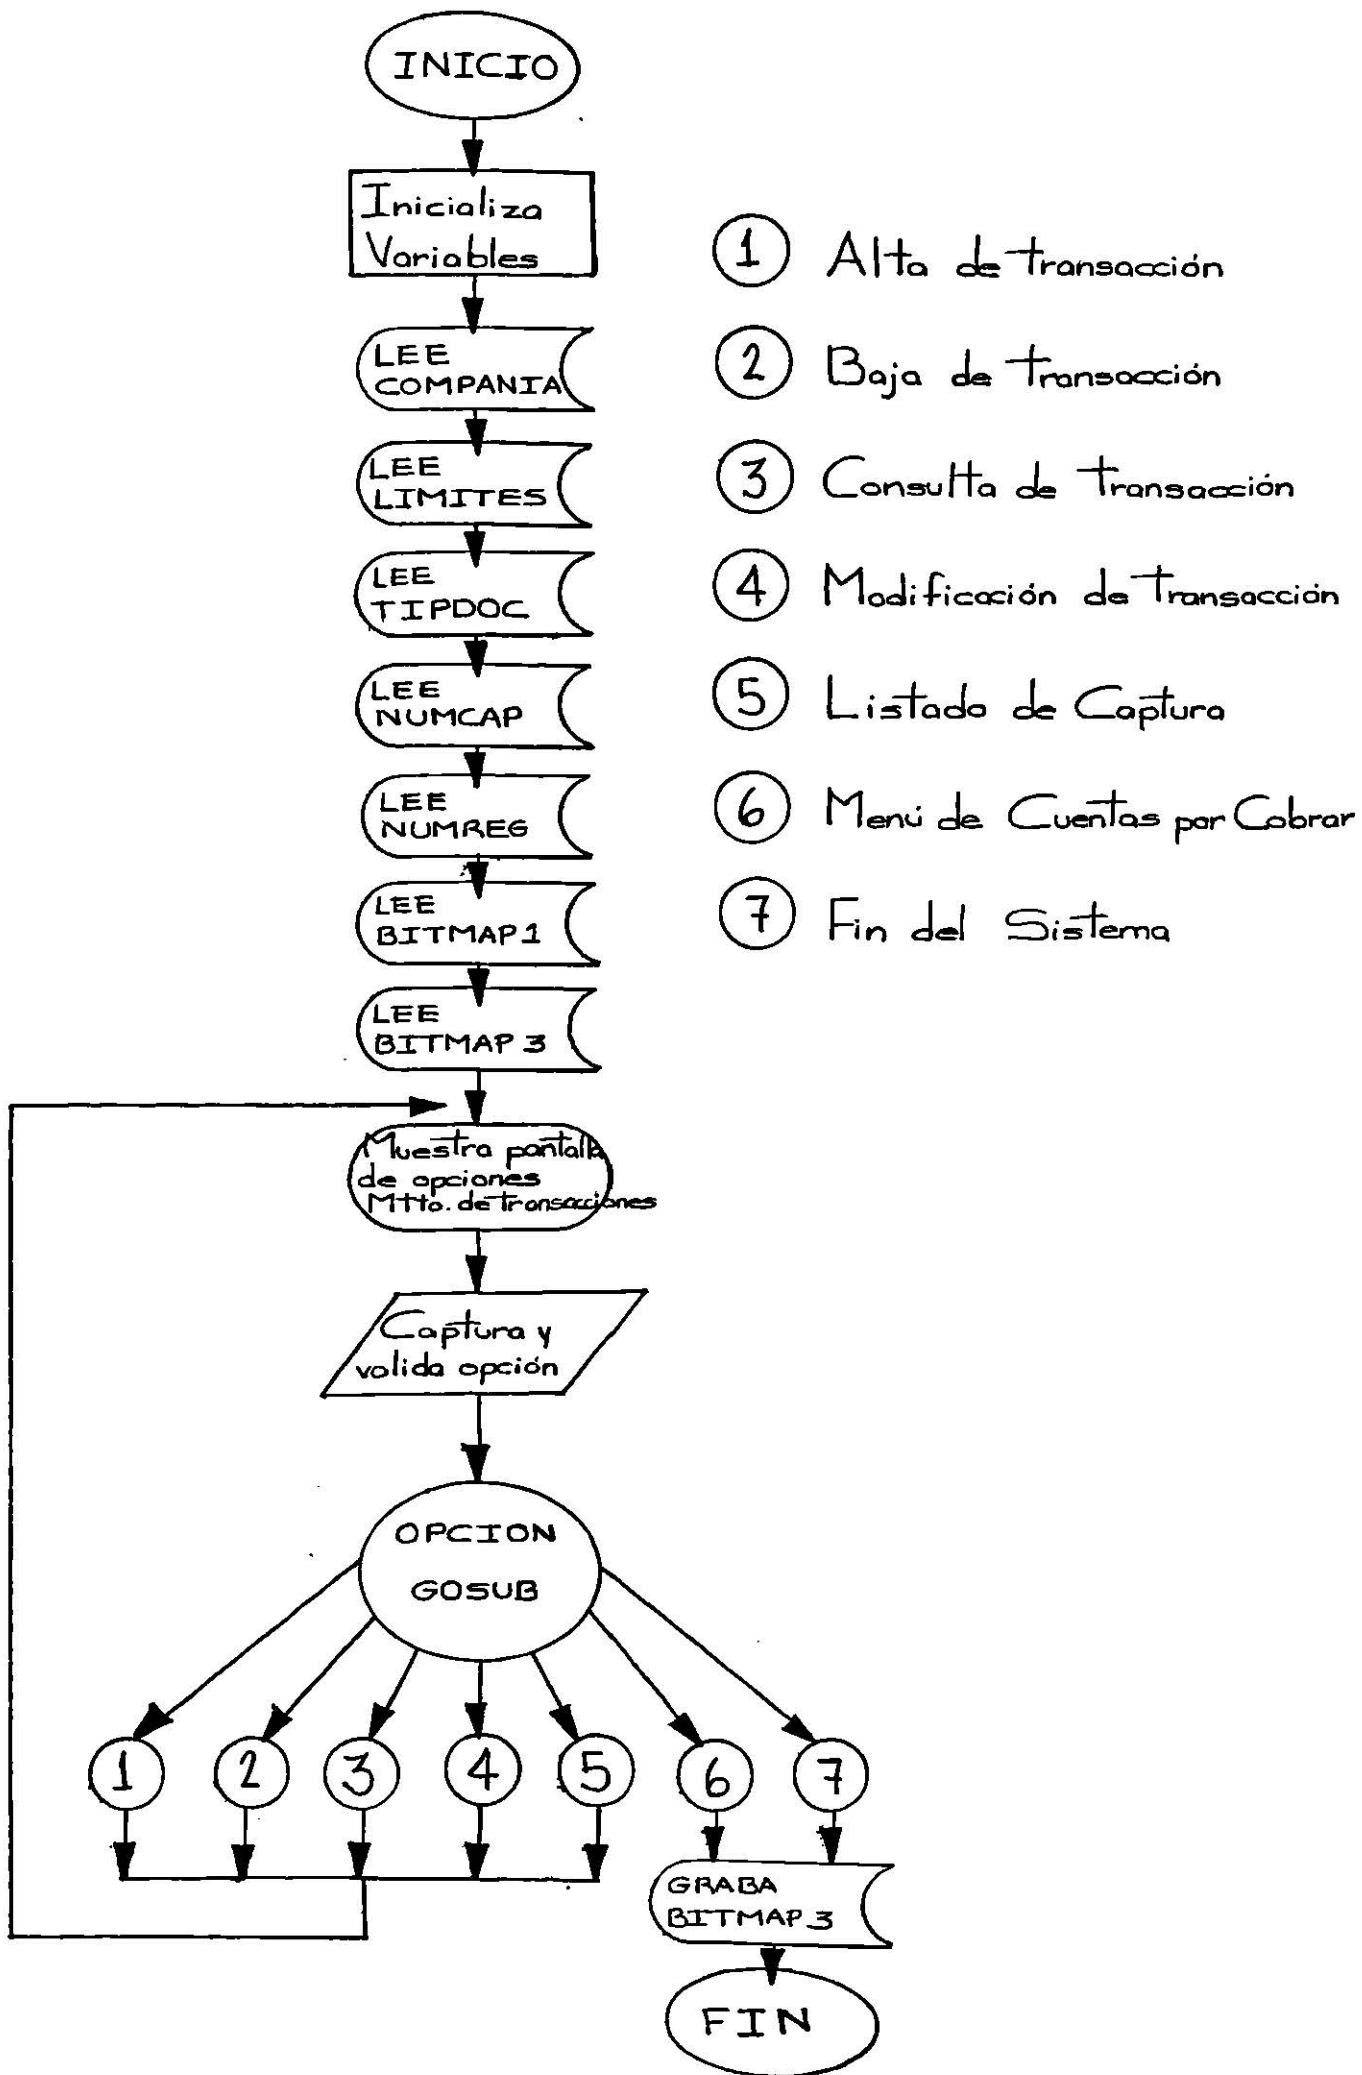 INICIO
Inicializa
Variables
LEE
COMPANIA
LEE
LIMITES
LEE
TIPDOC
LEE
NUMCAP
LEE
NUMREG
LEE
BITMAP1
LEE
BITMAP 3
Muestra pantalla
de opciones
Mtto. de transacciones
Captura y
valida opción
OPCION
GOSUB
1
2
3
4
5
6
7
GRABA
BITMAP 3
FIN
1 Alta de transacción
2 Baja de transacción
3 Consulta de transacción
4 Modificación de transacción
5 Listado de Captura
6 Menú de Cuentas por Cobrar
7 Fin del Sistema